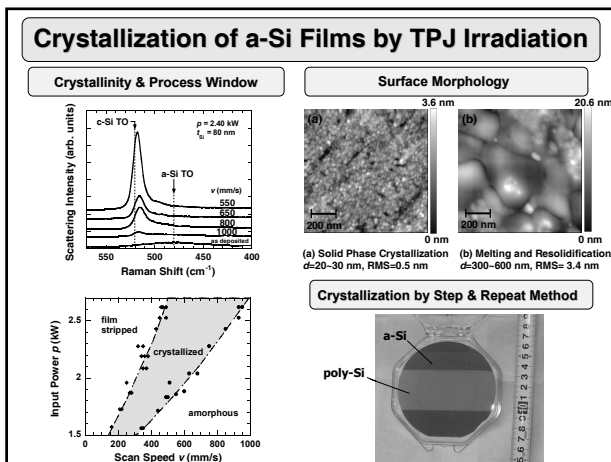 Crystallization of a-Si Films by TPJ Irradiation
Crystallinity & Process Window
Scattering Intensity (arb. units)
c-Si TO
p = 2.40 kW
tSi = 80 nm
a-Si TO
v (mm/s)
550
650
800
1000
as deposited
550 500 450 400
Raman Shift (cm-1)
Input Power p (kW)
2.5
2
1.5
film
stripped
crystallized
amorphous
0 200 400 600 800 1000
Scan Speed v (mm/s)
Surface Morphology
3.6 nm
(a)
200 nm
0 nm
20.6 nm
(b)
200 nm
0 nm
(a) Solid Phase Crystallization
d=20~30 nm, RMS=0.5 nm
(b) Melting and Resolidification
d=300~600 nm, RMS= 3.4 nm
Crystallization by Step & Repeat Method
a-Si
poly-Si